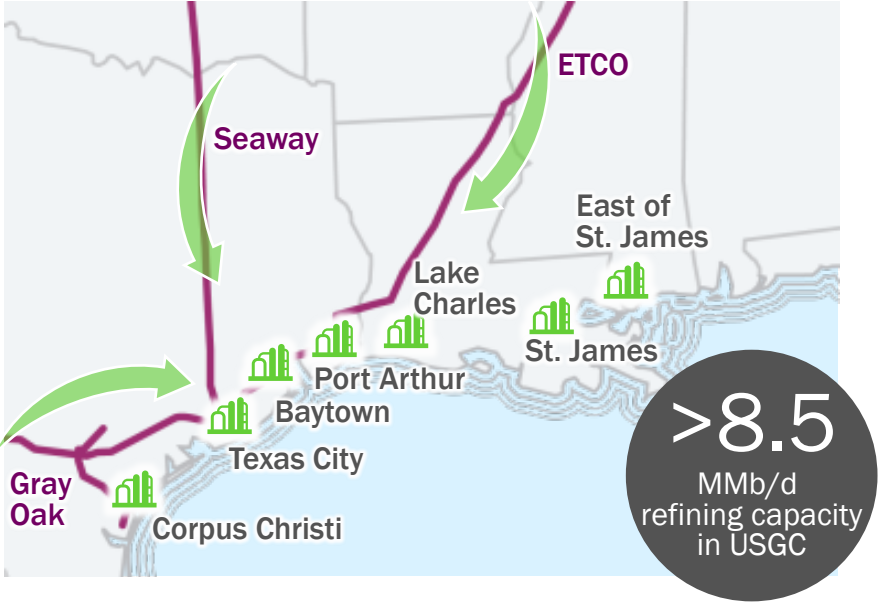 ETCO
Seaway
East of
St. James
Lake
Charles
St. James
Port Arthur
Baytown
Texas City
Gray
Oak
Corpus Christi
>8.5
MMb/d
refining capacity
in USGC